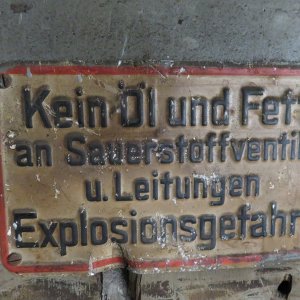 Kein Öl und Fet
an Sauerstoffventil
u. Leitungen
Explosionsgefahr